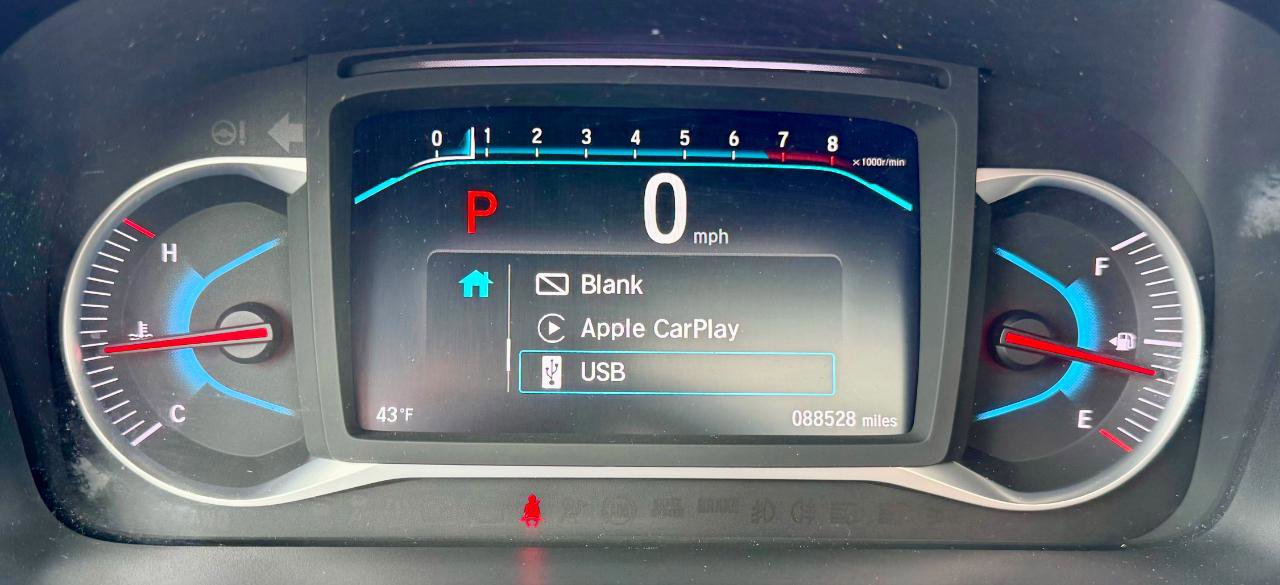 0 1 2 3 4 5 6 7 8
×1000r/min
P 0 mph
H
C
F
E
Blank
Apple CarPlay
USB
43°F
088528 miles
BRAKE